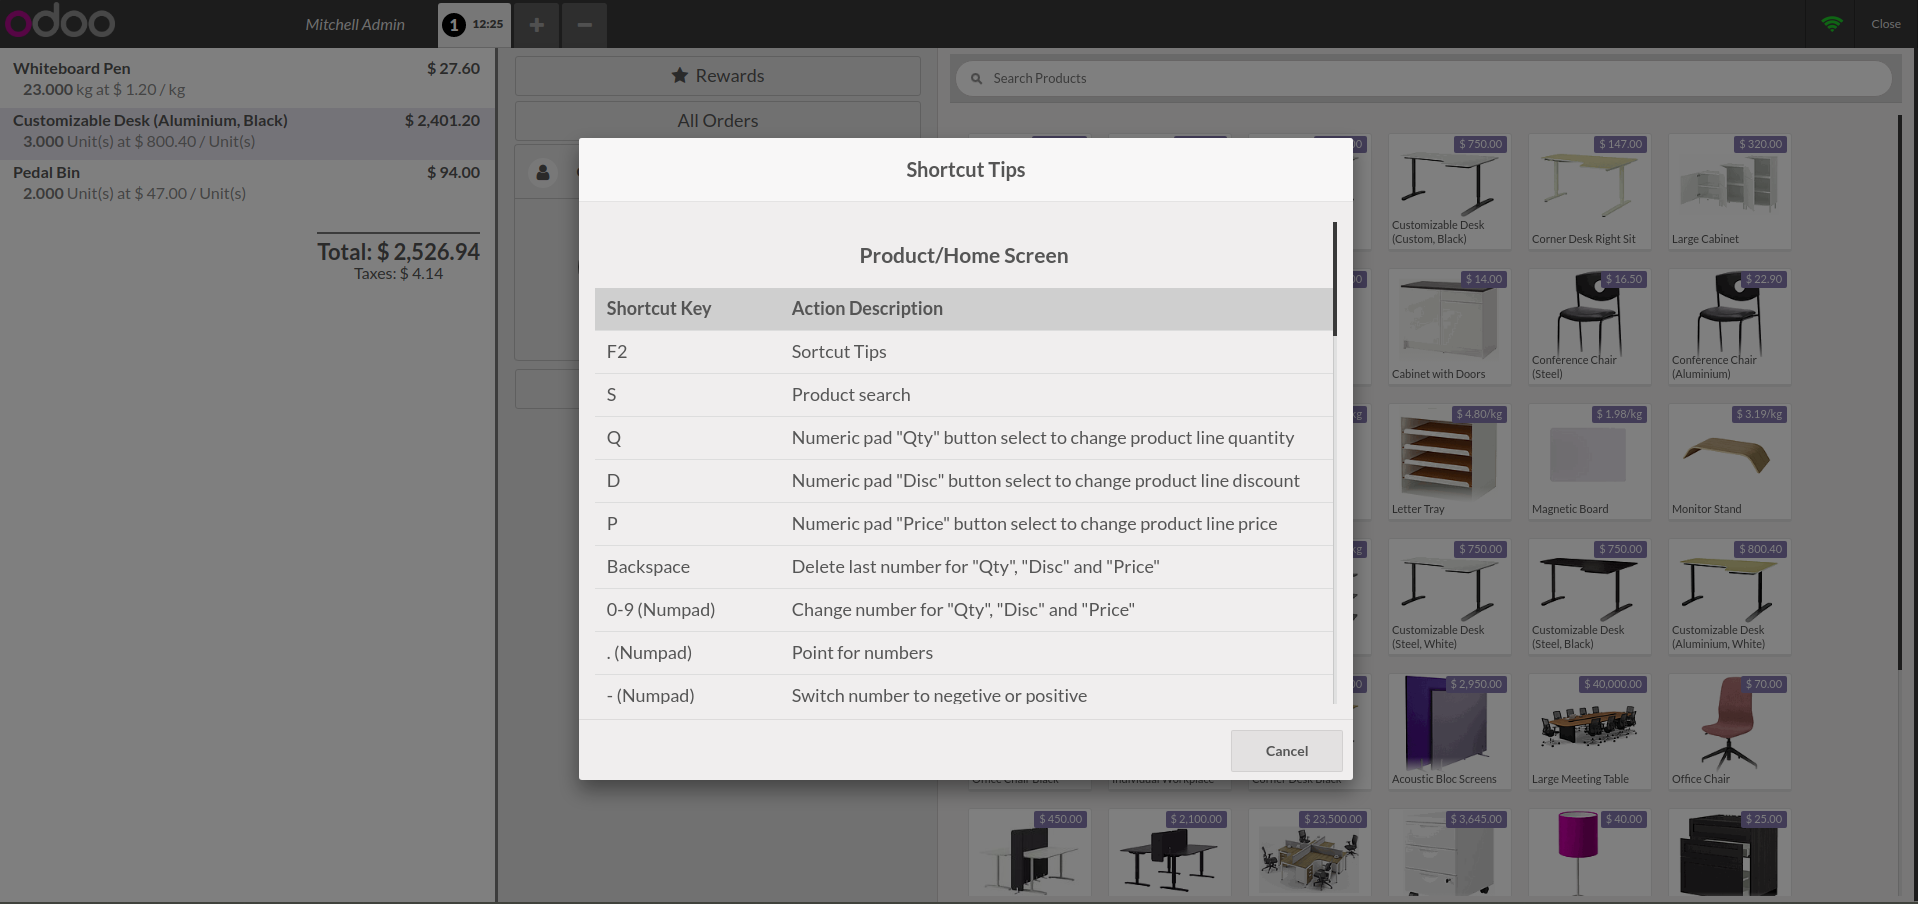 odoo
Mitchell Admin
1 12:25
Close
Whiteboard Pen $ 27.60
23.000 kg at $ 1.20 / kg
Customizable Desk (Aluminium, Black) $ 2,401.20
3.000 Unit(s) at $ 800.40 / Unit(s)
Pedal Bin $ 94.00
2.000 Unit(s) at $ 47.00 / Unit(s)
Total: $ 2,526.94
Taxes: $ 4.14
Rewards
All Orders
Search Products
Shortcut Tips
Product/Home Screen
Shortcut Key Action Description
F2 Sortcut Tips
S Product search
Q Numeric pad "Qty" button select to change product line quantity
D Numeric pad "Disc" button select to change product line discount
P Numeric pad "Price" button select to change product line price
Backspace Delete last number for "Qty", "Disc" and "Price"
0-9 (Numpad) Change number for "Qty", "Disc" and "Price"
. (Numpad) Point for numbers
- (Numpad) Switch number to negetive or positive
Cancel
$ 750.00
Customizable Desk
(Custom, Black)
$ 147.00
Corner Desk Right Sit
$ 320.00
Large Cabinet
$ 14.00
Cabinet with Doors
$ 16.50
Conference Chair
(Steel)
$ 22.90
Conference Chair
(Aluminium)
$ 4.80/kg
Letter Tray
$ 1.98/kg
Magnetic Board
$ 3.19/kg
Monitor Stand
$ 750.00
Customizable Desk
(Steel, White)
$ 750.00
Customizable Desk
(Steel, Black)
$ 800.40
Customizable Desk
(Aluminium, White)
Office Chair Black
Individual Workplace
Corner Desk Black
$ 2,950.00
Acoustic Bloc Screens
$ 40,000.00
Large Meeting Table
$ 70.00
Office Chair
$ 450.00
$ 2,100.00
$ 23,500.00
$ 3,645.00
$ 40.00
$ 25.00